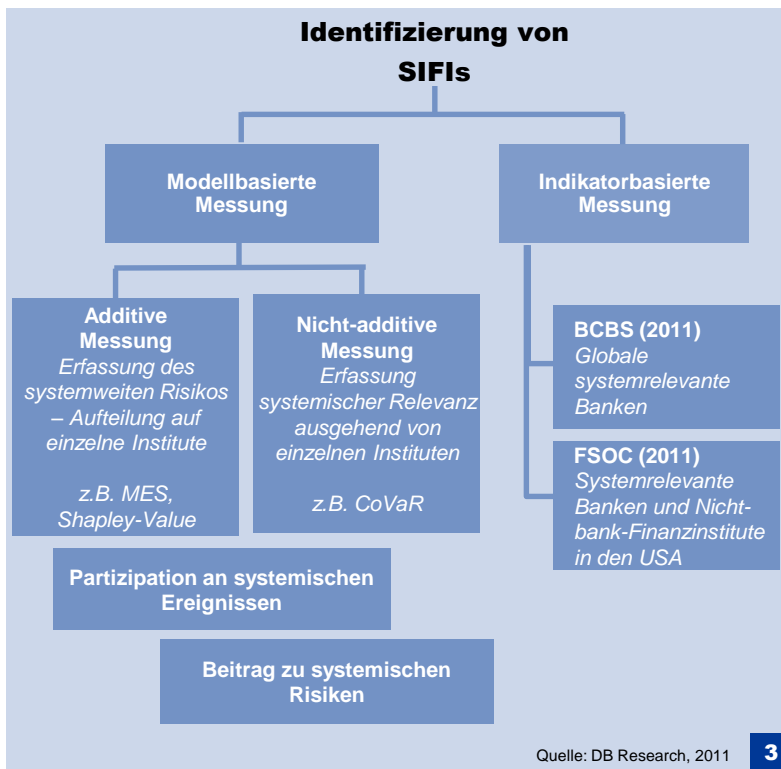 Identifizierung von
SIFIs
Modellbasierte
Messung
Indikatorbasierte
Messung
Additive
Messung
Erfassung des
systemweiten Risikos
– Aufteilung auf
einzelne Institute
z.B. MES,
Shapley-Value
Nicht-additive
Messung
Erfassung
systemischer Relevanz
ausgehend von
einzelnen Instituten
z.B. CoVaR
BCBS (2011)
Globale
systemrelevante
Banken
FSOC (2011)
Systemrelevante
Banken und Nicht-
bank-Finanzinstitute
in den USA
Partizipation an systemischen
Ereignissen
Beitrag zu systemischen
Risiken
Quelle: DB Research, 2011
3